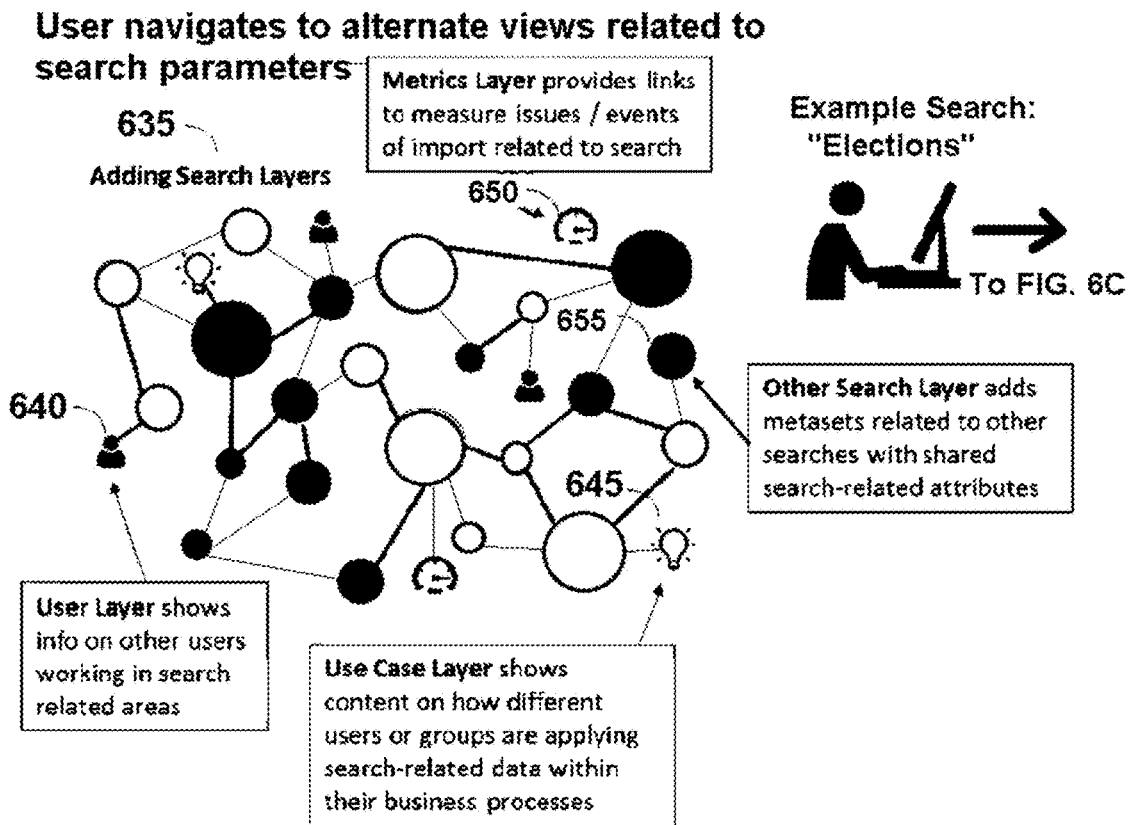 User navigates to alternate views related to
search parameters
Metrics Layer provides links
to measure issues / events
of import related to search
635
Adding Search Layers
650
Example Search:
"Elections"
To FIG. 6C
655
640
Other Search Layer adds
metasets related to other
searches with shared
search-related attributes
645
User Layer shows
info on other users
working in search
related areas
Use Case Layer shows
content on how different
users or groups are applying
search-related data within
their business processes